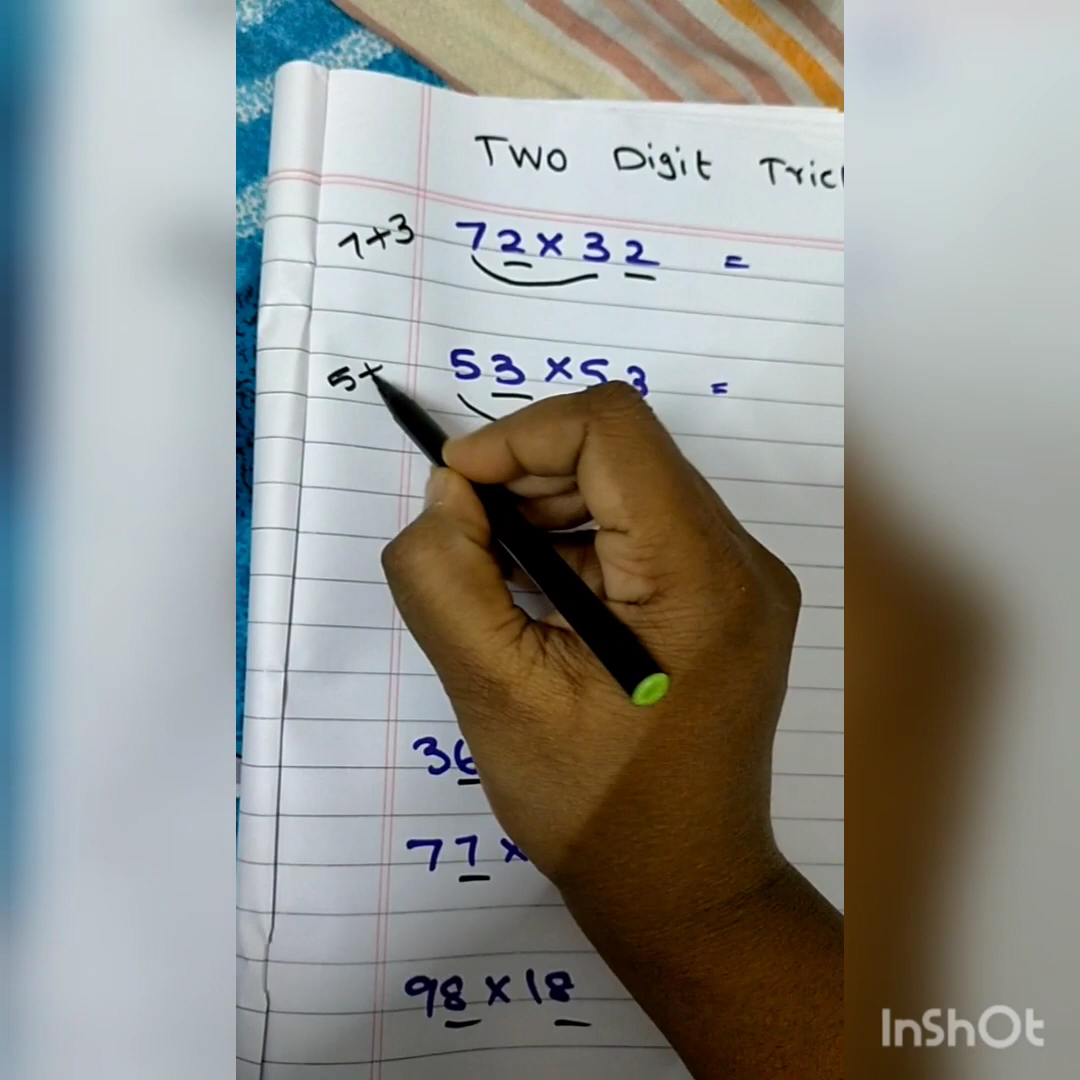 Two Digit Tric
7+3 72 x 32 =
5+ 53 x 53 =
36
77 x
98 x 18
InShOt